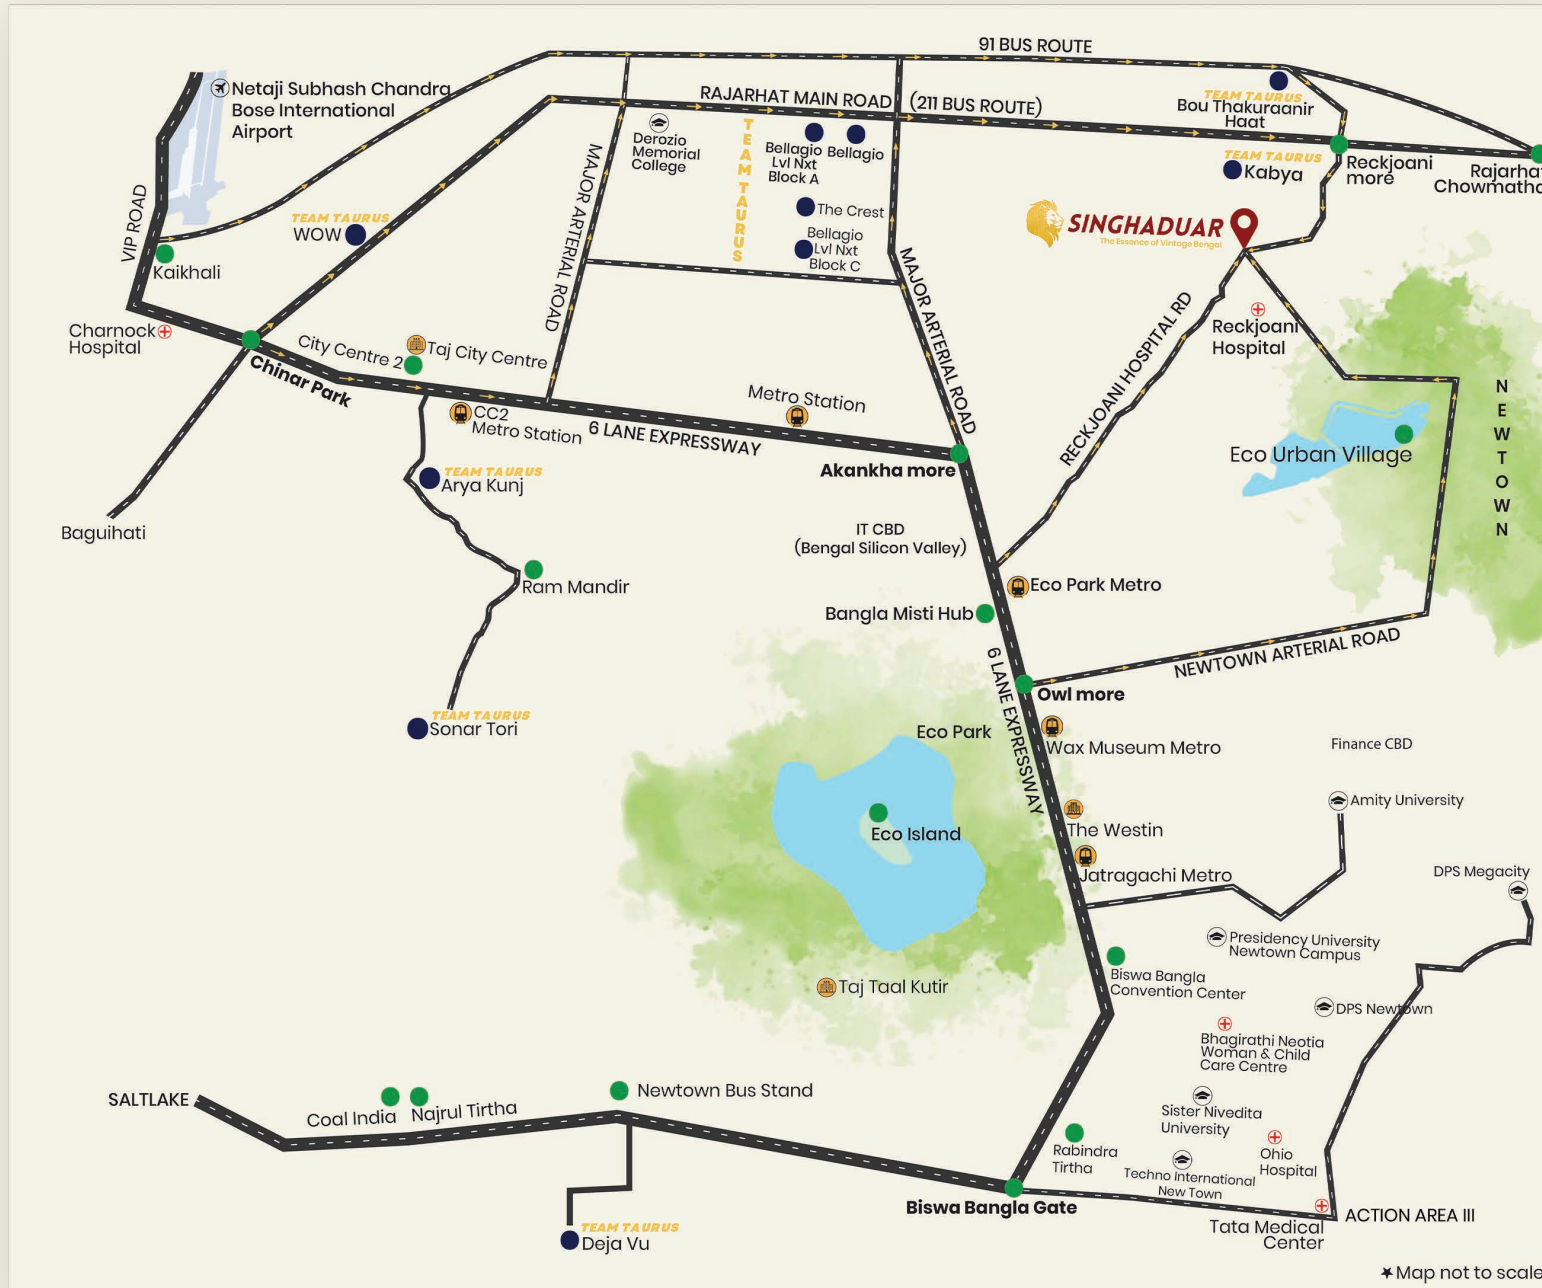 91 BUS ROUTE
Netaji Subhash Chandra
Bose International
Airport
RAJARHAT MAIN ROAD
(211 BUS ROUTE)
TEAM TAURUS
Bou Thakuraanir
Haat
Derozio
Memorial
College
TEAM TAURUS
Bellagio
Lvl Nxt
Block A
Bellagio
TEAM TAURUS
Kabya
Reckjoani
more
Rajarha
Chowmatha
VIP ROAD
TEAM TAURUS
WOW
MAJOR ARTERIAL ROAD
The Crest
Bellagio
Lvl Nxt
Block C
SINGHADUAR
The Essence of Vintage Bengal
Kaikhali
MAJOR ARTERIAL ROAD
RECKJOANI HOSPITAL RD
Reckjoani
Hospital
Charnock
Hospital
Chinar Park
City Centre 2
Taj City Centre
Metro Station
CC2
Metro Station
6 LANE EXPRESSWAY
NEWTOWN
Eco Urban Village
Akankha more
TEAM TAURUS
Arya Kunj
Baguihati
IT CBD
(Bengal Silicon Valley)
Ram Mandir
Eco Park Metro
Bangla Misti Hub
6 LANE EXPRESSWAY
NEWTOWN ARTERIAL ROAD
Owl more
TEAM TAURUS
Sonar Tori
Eco Park
Wax Museum Metro
Finance CBD
Amity University
Eco Island
The Westin
Jatragachi Metro
DPS Megacity
Presidency University
Newtown Campus
Biswa Bangla
Convention Center
Taj Taal Kutir
DPS Newtown
Bhagirathi Neotia
Woman & Child
Care Centre
SALTLAKE
Coal India
Najrul Tirtha
Newtown Bus Stand
Sister Nivedita
University
Rabindra
Tirtha
Ohio
Hospital
Techno International
New Town
Biswa Bangla Gate
Tata Medical
Center
ACTION AREA III
TEAM TAURUS
Deja Vu
★Map not to scale